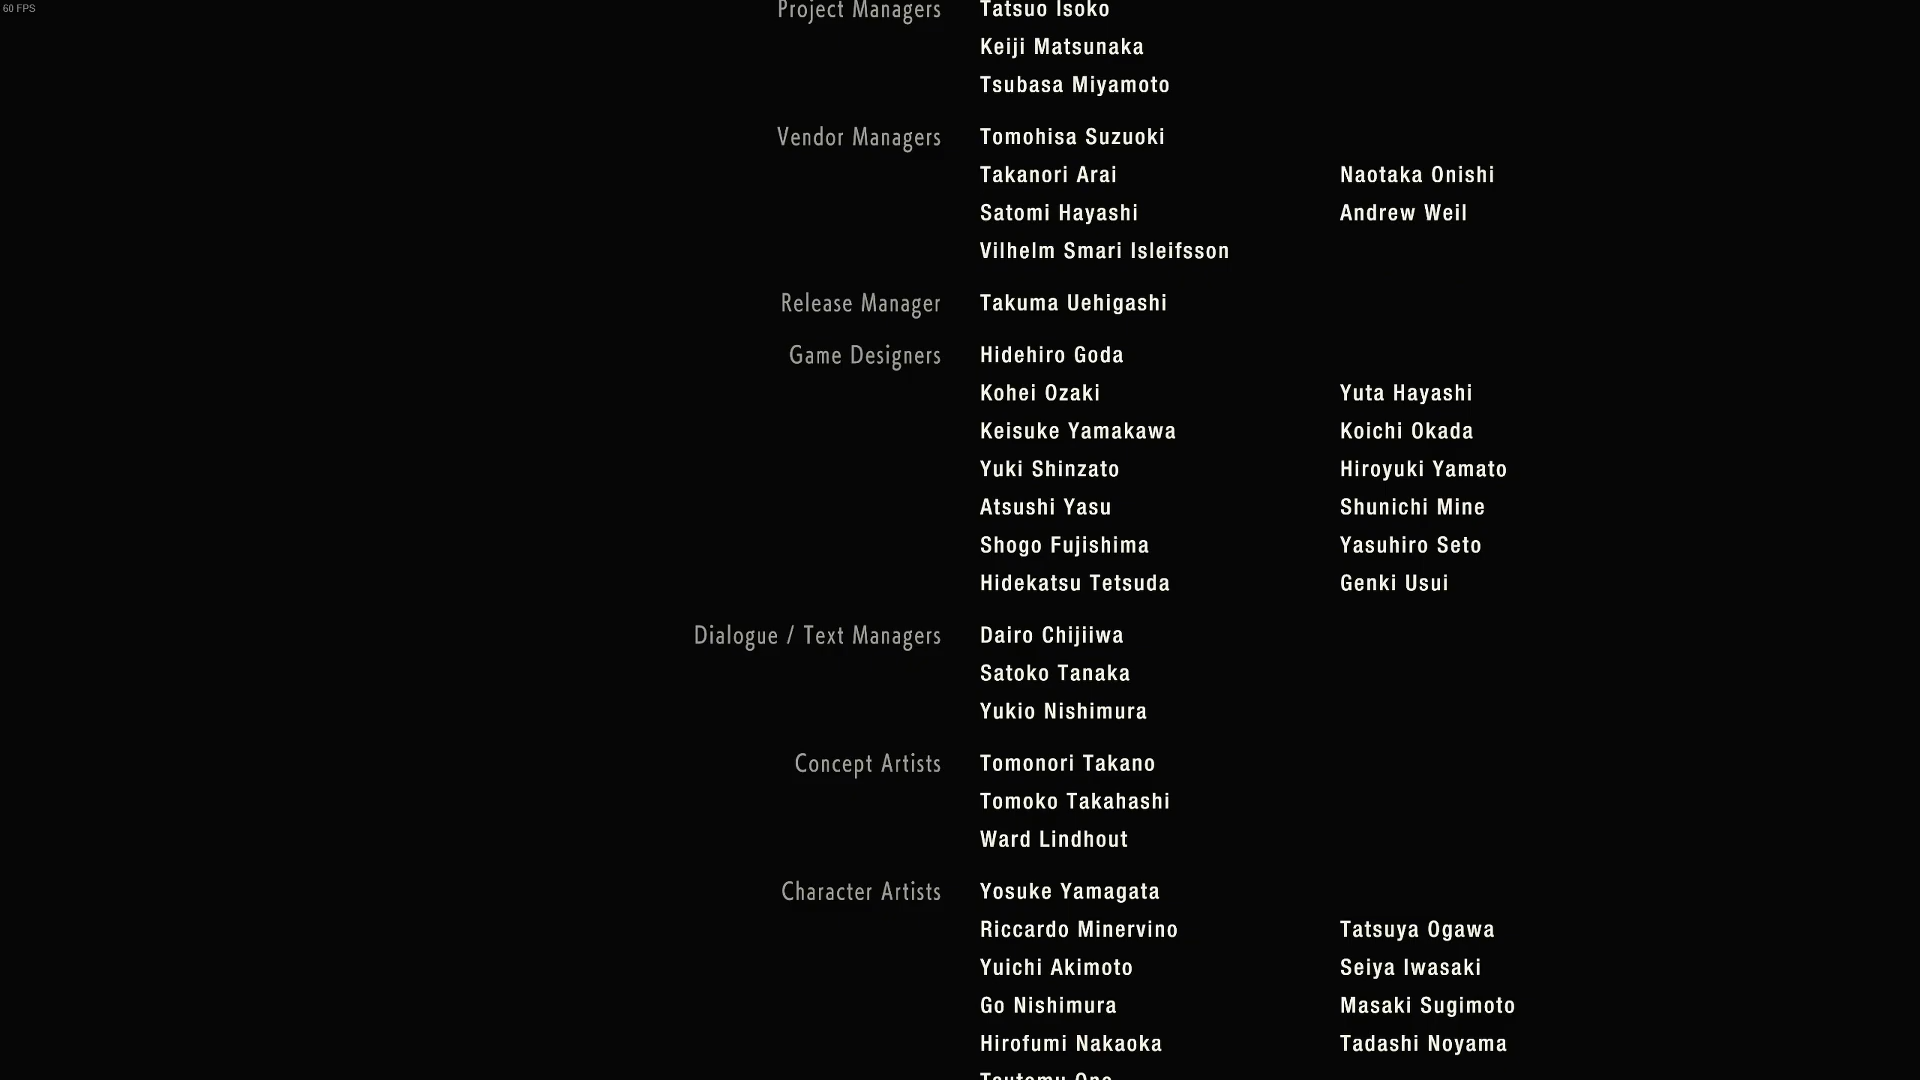 60 FPS
Project Managers Tatsuo Isoko
Keiji Matsunaka
Tsubasa Miyamoto
Vendor Managers Tomohisa Suzuoki
Takanori Arai Naotaka Onishi
Satomi Hayashi Andrew Weil
Vilhelm Smari Isleifsson
Release Manager Takuma Uehigashi
Game Designers Hidehiro Goda
Kohei Ozaki Yuta Hayashi
Keisuke Yamakawa Koichi Okada
Yuki Shinzato Hiroyuki Yamato
Atsushi Yasu Shunichi Mine
Shogo Fujishima Yasuhiro Seto
Hidekatsu Tetsuda Genki Usui
Dialogue / Text Managers Dairo Chijiiwa
Satoko Tanaka
Yukio Nishimura
Concept Artists Tomonori Takano
Tomoko Takahashi
Ward Lindhout
Character Artists Yosuke Yamagata
Riccardo Minervino Tatsuya Ogawa
Yuichi Akimoto Seiya Iwasaki
Go Nishimura Masaki Sugimoto
Hirofumi Nakaoka Tadashi Noyama